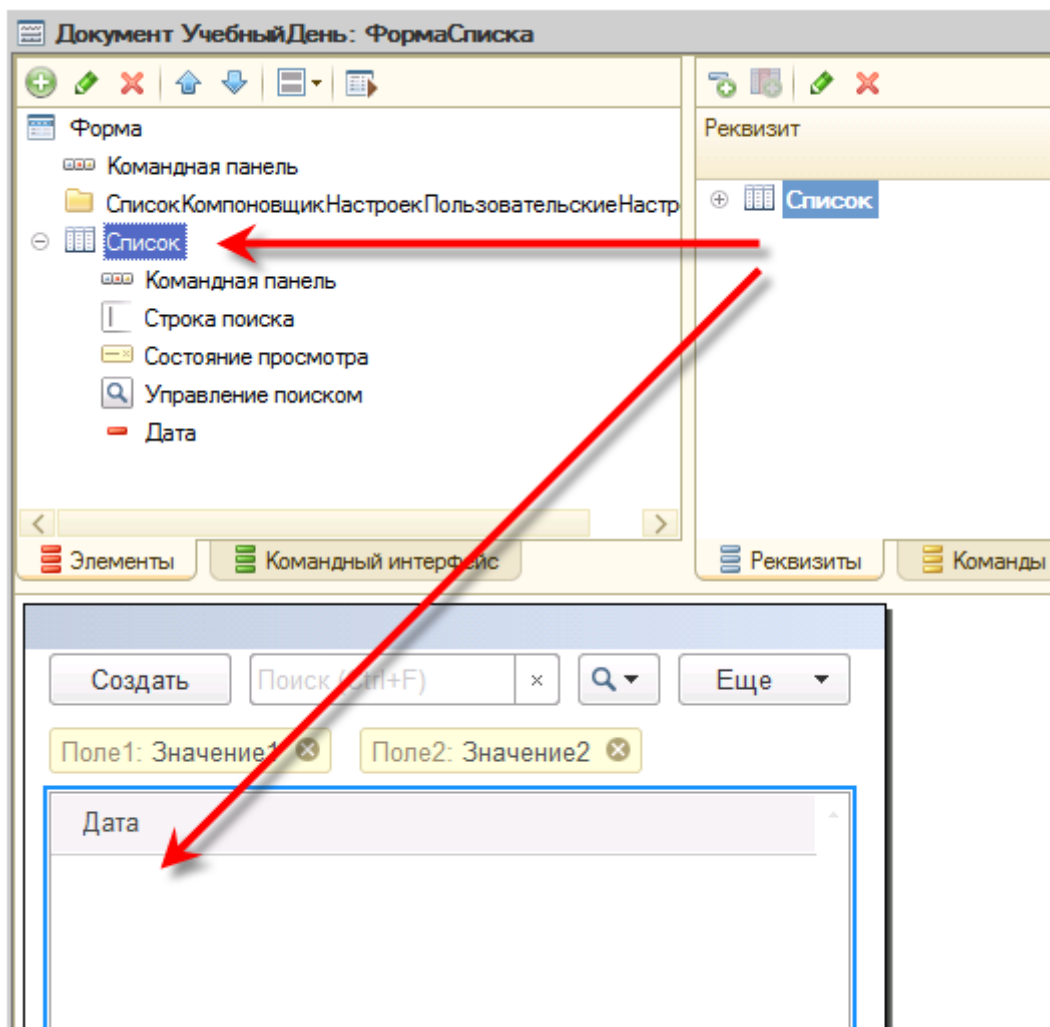 Документ УчебныйДень: ФормаСписка
Форма
Командная панель
СписокКомпоновщикНастроекПользовательскиеНастр
Список
Командная панель
Строка поиска
Состояние просмотра
Управление поиском
Дата
Элементы
Командный интерфейс
Реквизит
Список
Реквизиты
Команды
Создать
Поиск (Ctrl+F)
Еще
Поле1: Значение1
Поле2: Значение2
Дата